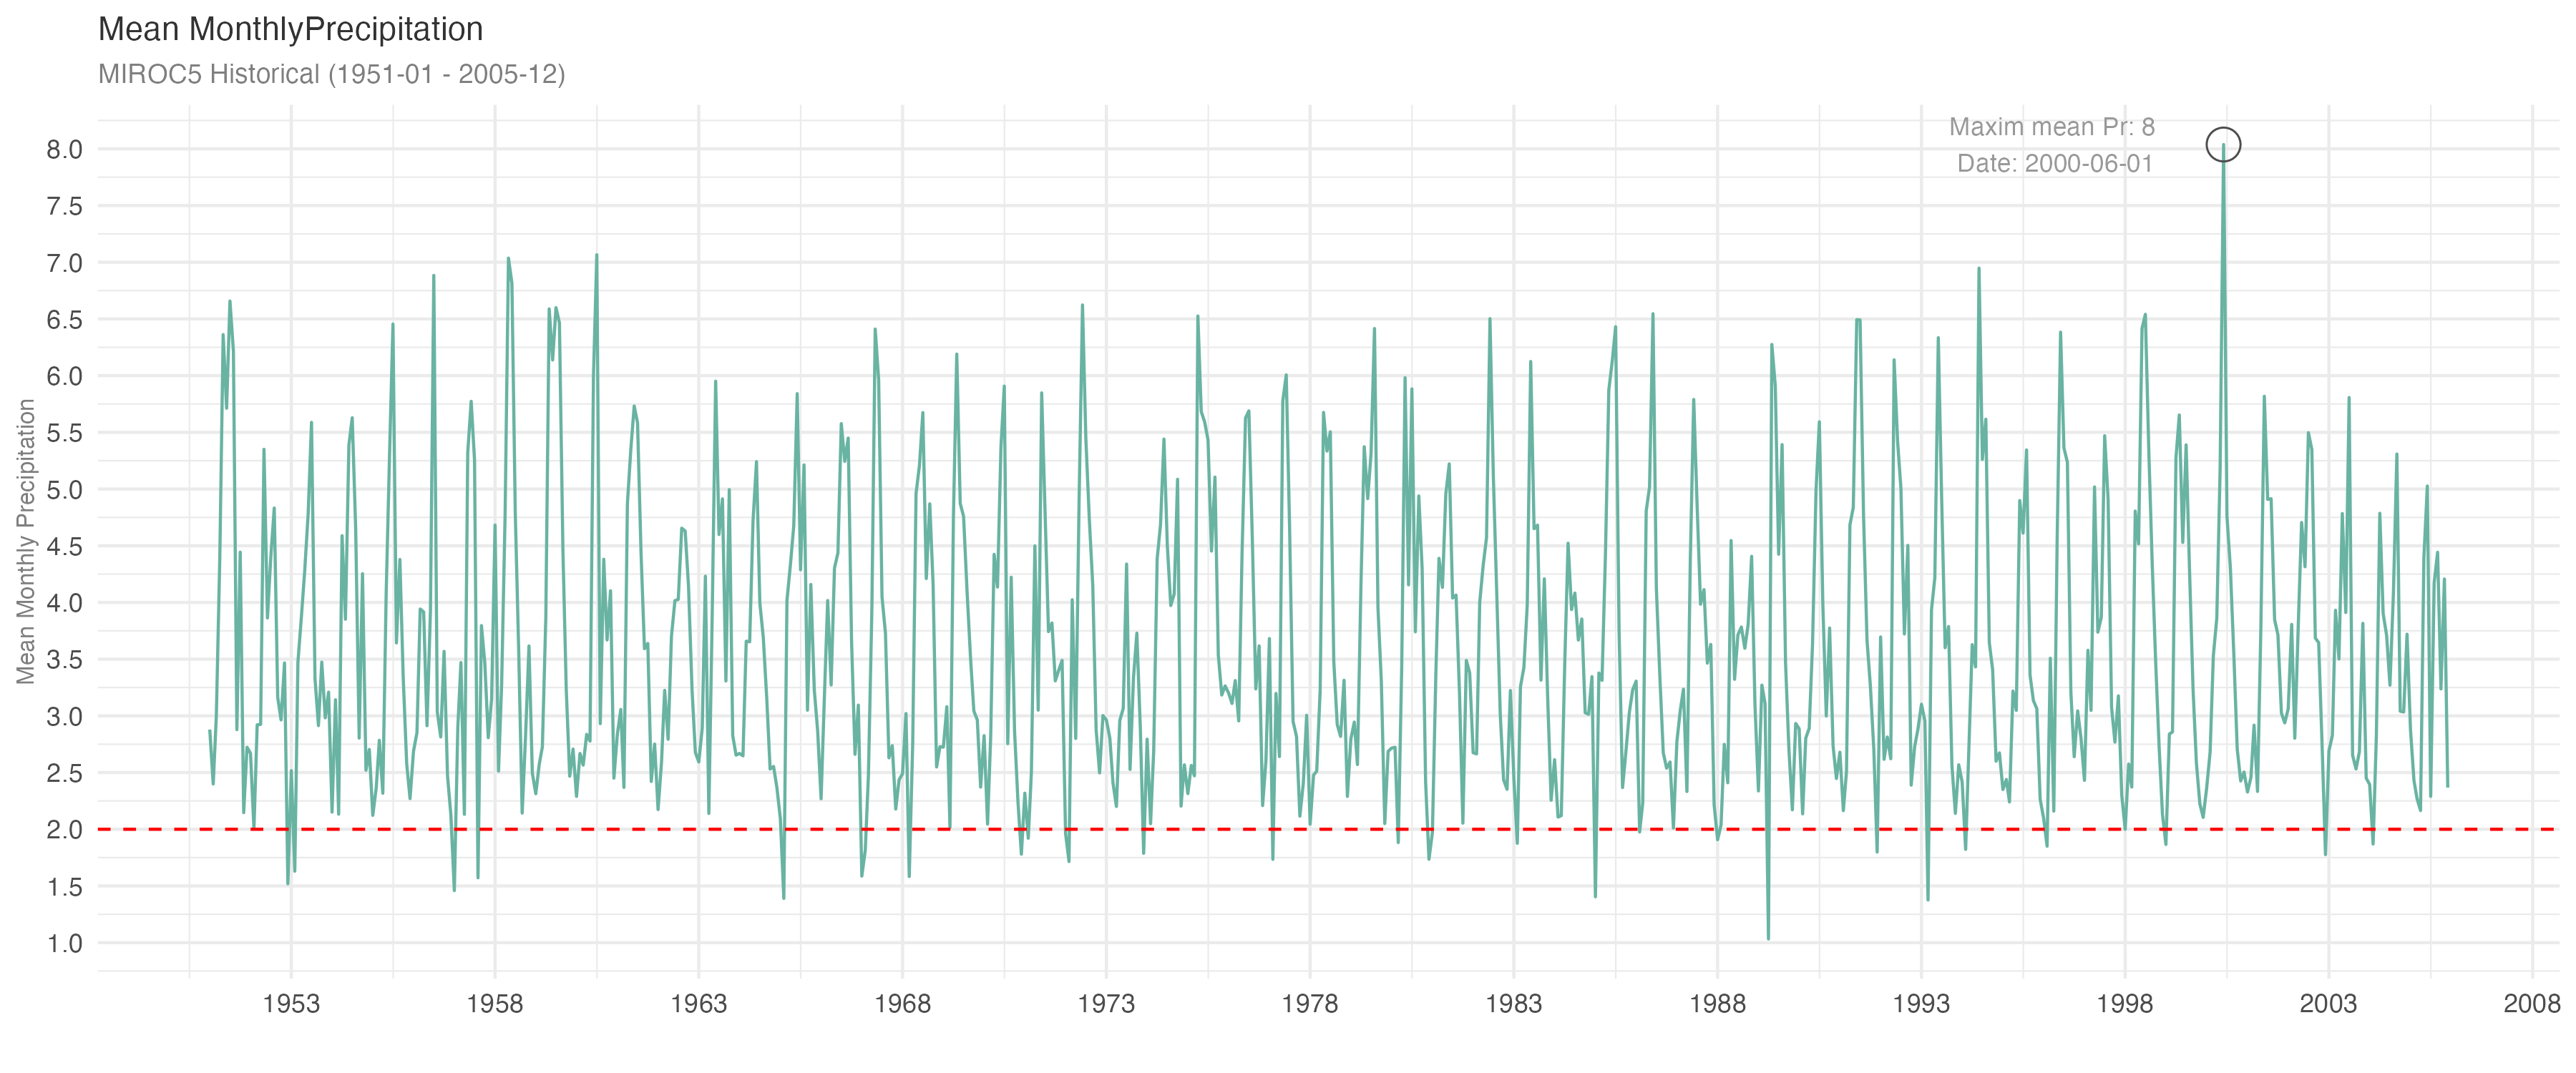 Mean MonthlyPrecipitation
MIROC5 Historical (1951-01 - 2005-12)
Maxim mean Pr: 8
Date: 2000-06-01
Mean Monthly Precipitation
8.0
7.5
7.0
6.5
6.0
5.5
5.0
4.5
4.0
3.5
3.0
2.5
2.0
1.5
1.0
1953 1958 1963 1968 1973 1978 1983 1988 1993 1998 2003 2008